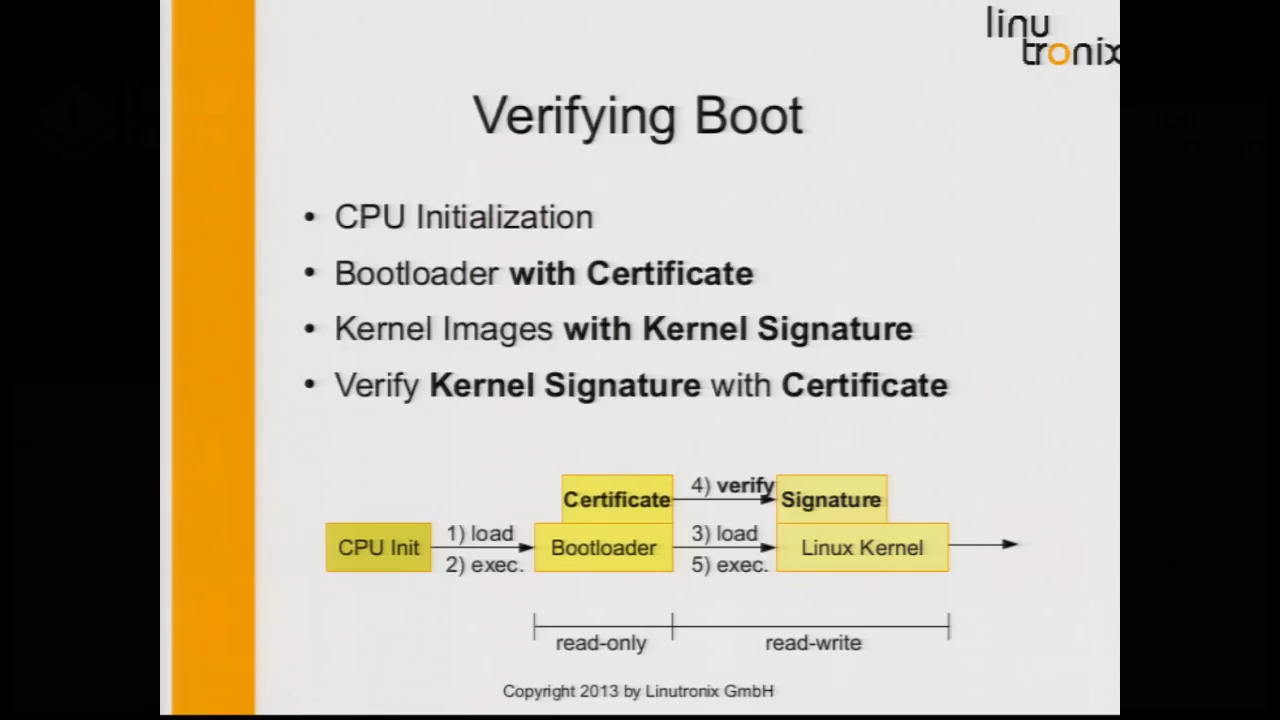 linu
tronix
Verifying Boot
• CPU Initialization
• Bootloader with Certificate
• Kernel Images with Kernel Signature
• Verify Kernel Signature with Certificate
Certificate
4) verify
Signature
CPU Init
1) load
2) exec.
Bootloader
3) load
5) exec.
Linux Kernel
read-only
read-write
Copyright 2013 by Linutronix GmbH